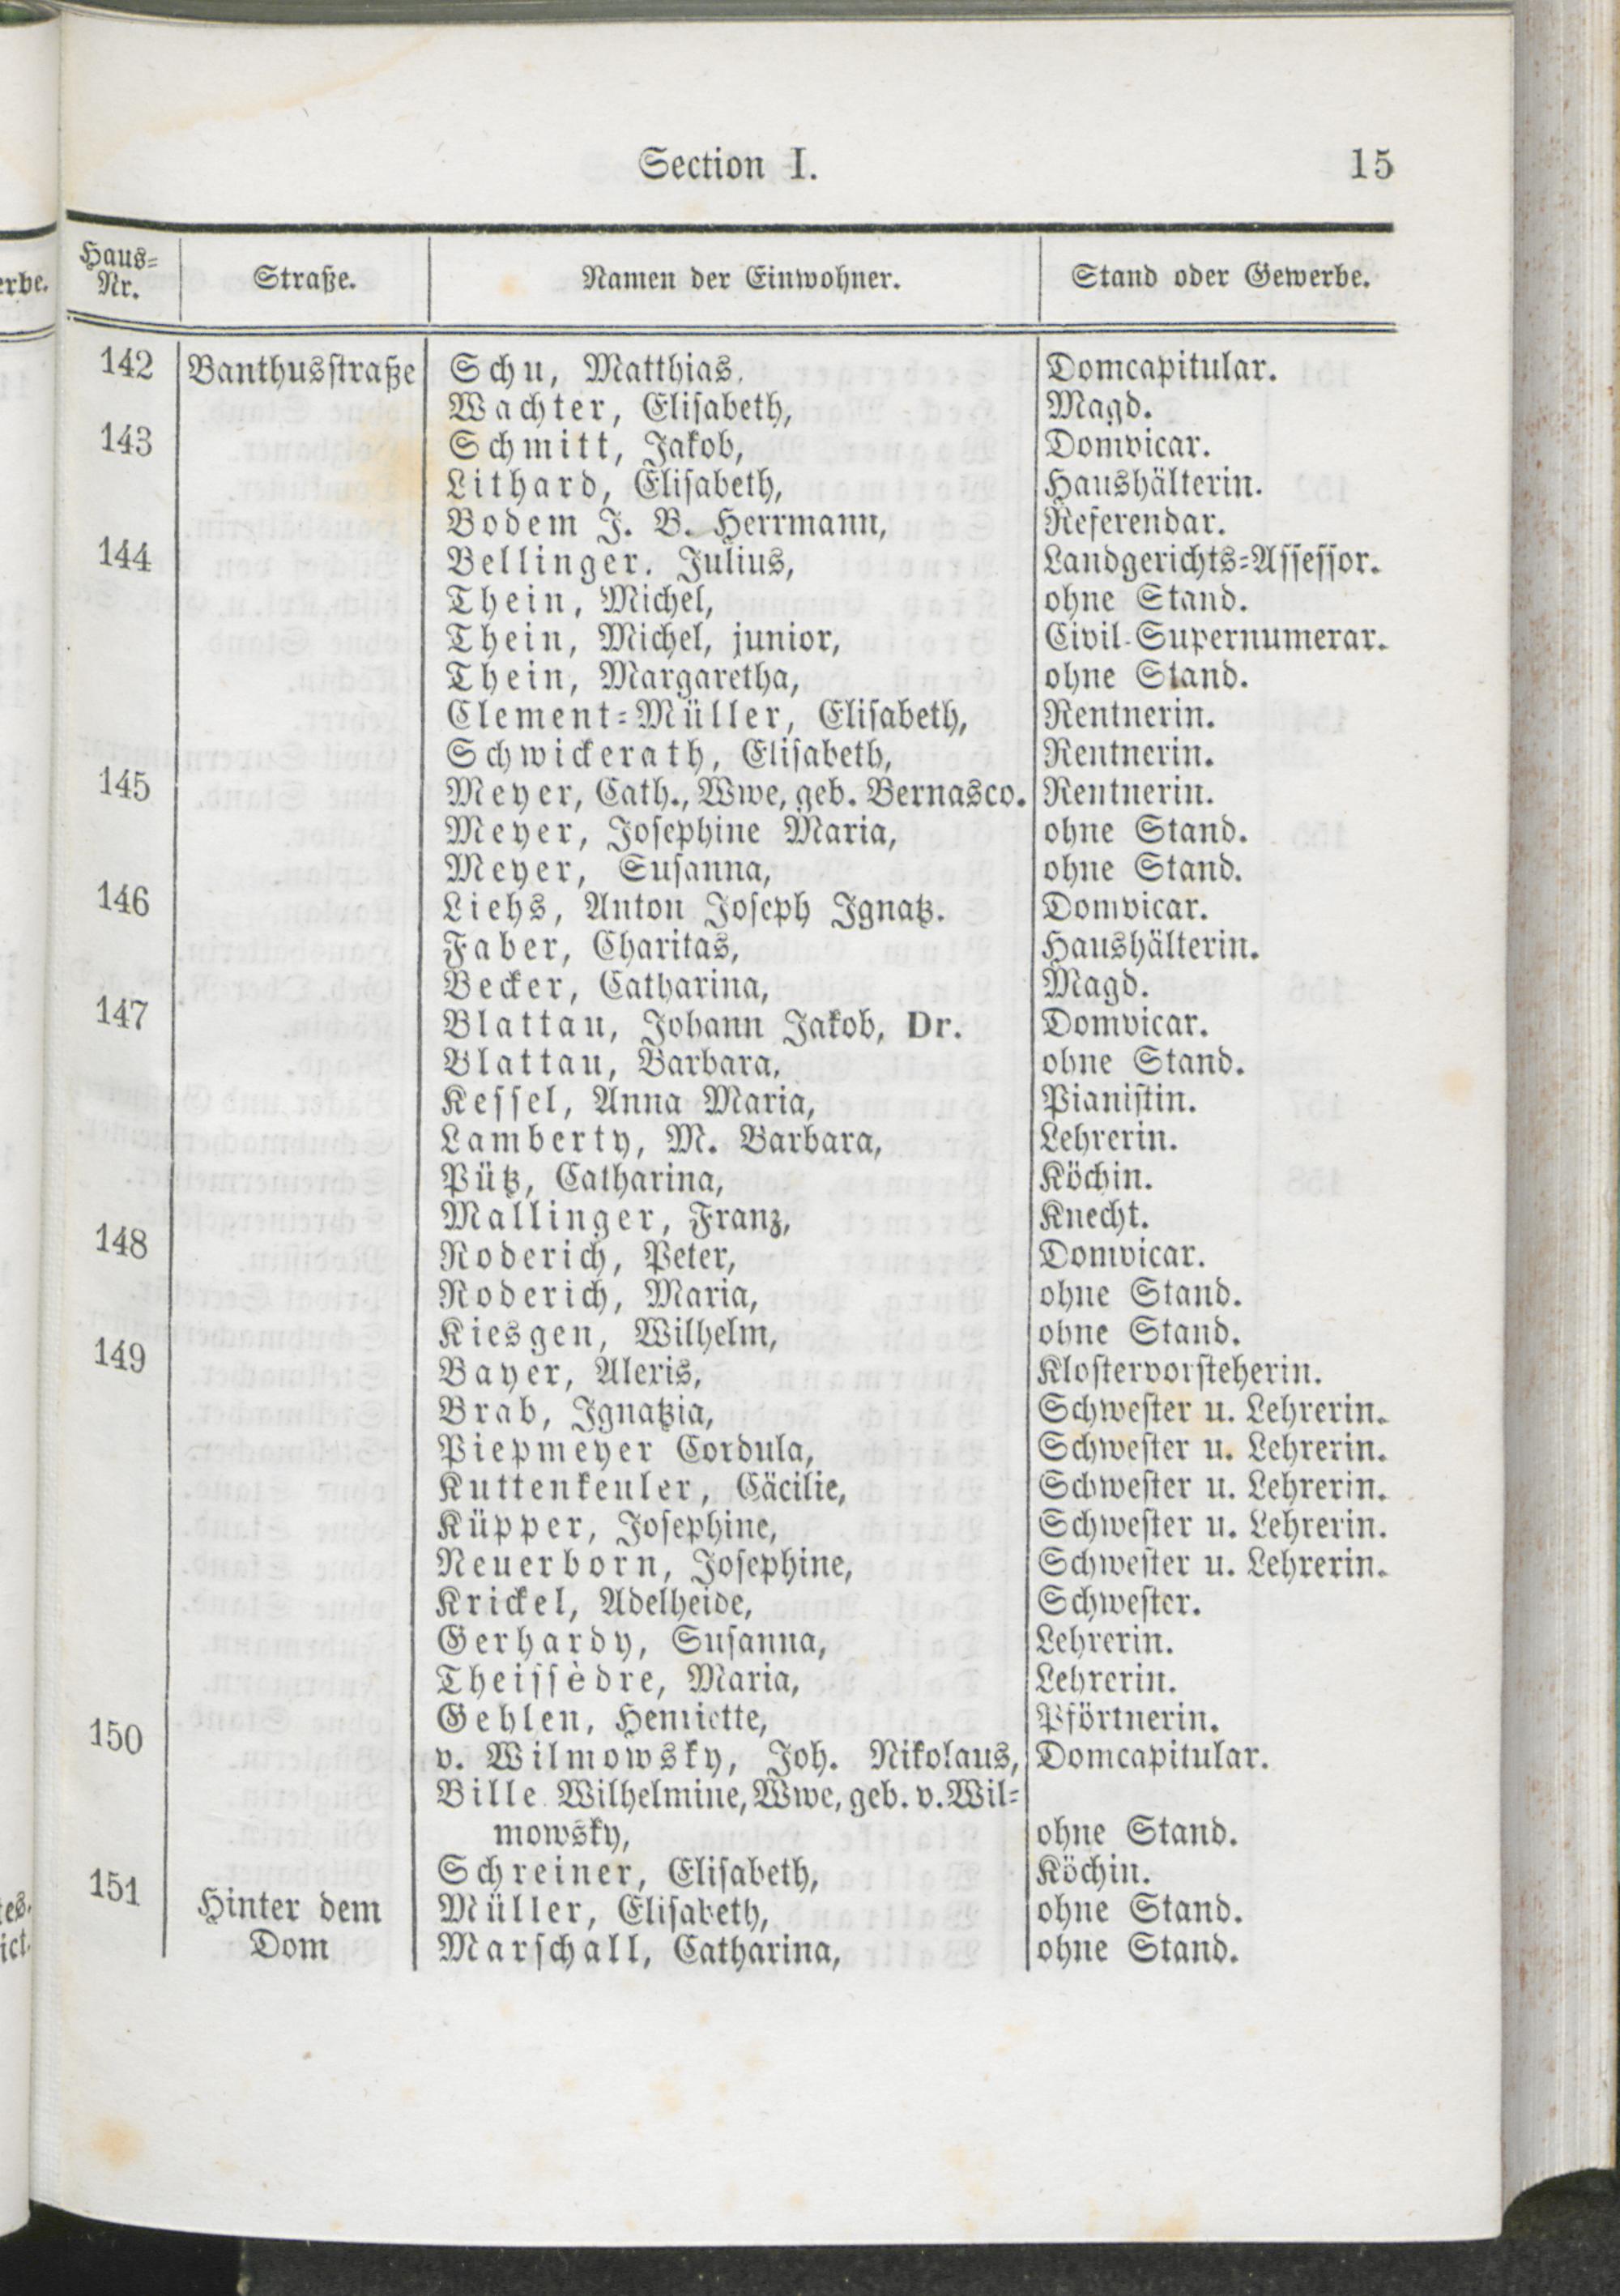 Section I. 15
Haus-Nr. Straße. Namen der Einwohner. Stand oder Gewerbe.
142 Banthusstraße Schu, Matthias, Domcapitular.
Wachter, Elisabeth, Magd.
143 Schmitt, Jakob, Domvicar.
Lithard, Elisabeth, Haushälterin.
Bodem J. B. Herrmann, Referendar.
144 Bellinger. Julius, Landgerichts-Assessor.
Thein, Michel, ohne Stand.
Thein, Michel, junior, Civil-Supernumerar.
Thein, Margaretha, ohne Stand.
Clement-Müller, Elisabeth, Rentnerin.
Schwickerath, Elisabeth, Rentnerin.
145 Meyer, Cath., Wwe, geb. Bernasco. Rentnerin.
Meyer, Josephine Maria, ohne Stand.
Meyer, Susanna, ohne Stand.
146 Liehs, Anton Joseph Ignatz. Domvicar.
Faber, Charitas, Haushälterin.
Becker, Catharina, Magd.
147 Blattau, Johann Jakob, Dr. Domvicar.
Blattau, Barbara, ohne Stand.
Kessel, Anna Maria, Pianistin.
Lamberty, M. Barbara, Lehrerin.
Pütz, Catharina, Köchin.
Mallinger, Franz, Knecht.
148 Roderich, Peter, Domvicar.
Roderich, Maria, ohne Stand.
Kiesgen, Wilhelm, ohne Stand.
149 Bayer, Alexis, Klostervorsteherin.
Brab, Ignatzia, Schwester u. Lehrerin.
Piepmeyer Cordula, Schwester u. Lehrerin.
Kuttenkeuler, Cäcilie, Schwester u. Lehrerin.
Küpper, Josephine, Schwester u. Lehrerin.
Neuerborn, Josephine, Schwester u. Lehrerin.
Krickel, Adelheide, Schwester.
Gerhardy, Susanna, Lehrerin.
Theissèdre, Maria, Lehrerin.
Gehlen, Henriette, Pförtnerin.
150 v. Wilmowsky, Joh. Nikolaus, Domcapitular.
Bille Wilhelmine, Wwe, geb. v. Wil-
mowsky, ohne Stand.
Schreiner, Elisabeth, Köchin.
151 Hinter dem Müller, Elisabeth, ohne Stand.
Dom Marschall, Catharina, ohne Stand.